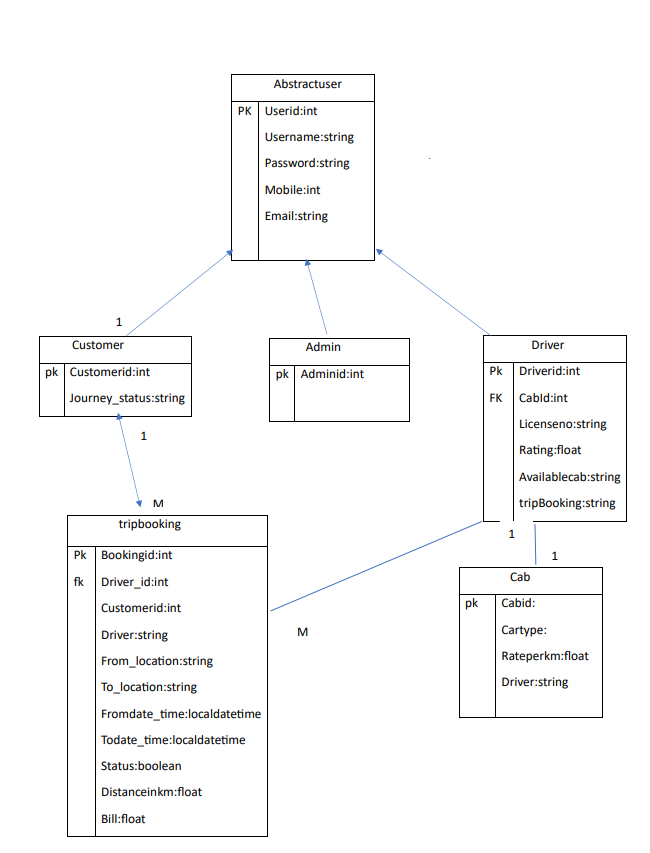 Abstractuser
PK Userid:int
Username:string
Password:string
Mobile:int
Email:string
1
Customer
pk Customerid:int
Journey_status:string
Admin
pk Adminid:int
Driver
Pk Driverid:int
FK CabId:int
Licenseno:string
Rating:float
Availablecab:string
tripBooking:string
1
M
tripbooking
Pk Bookingid:int
fk Driver_id:int
Customerid:int
Driver:string
From_location:string
To_location:string
Fromdate_time:localdatetime
Todate_time:localdatetime
Status:boolean
Distanceinkm:float
Bill:float
1
1
M
Cab
pk Cabid:
Cartype:
Rateperkm:float
Driver:string